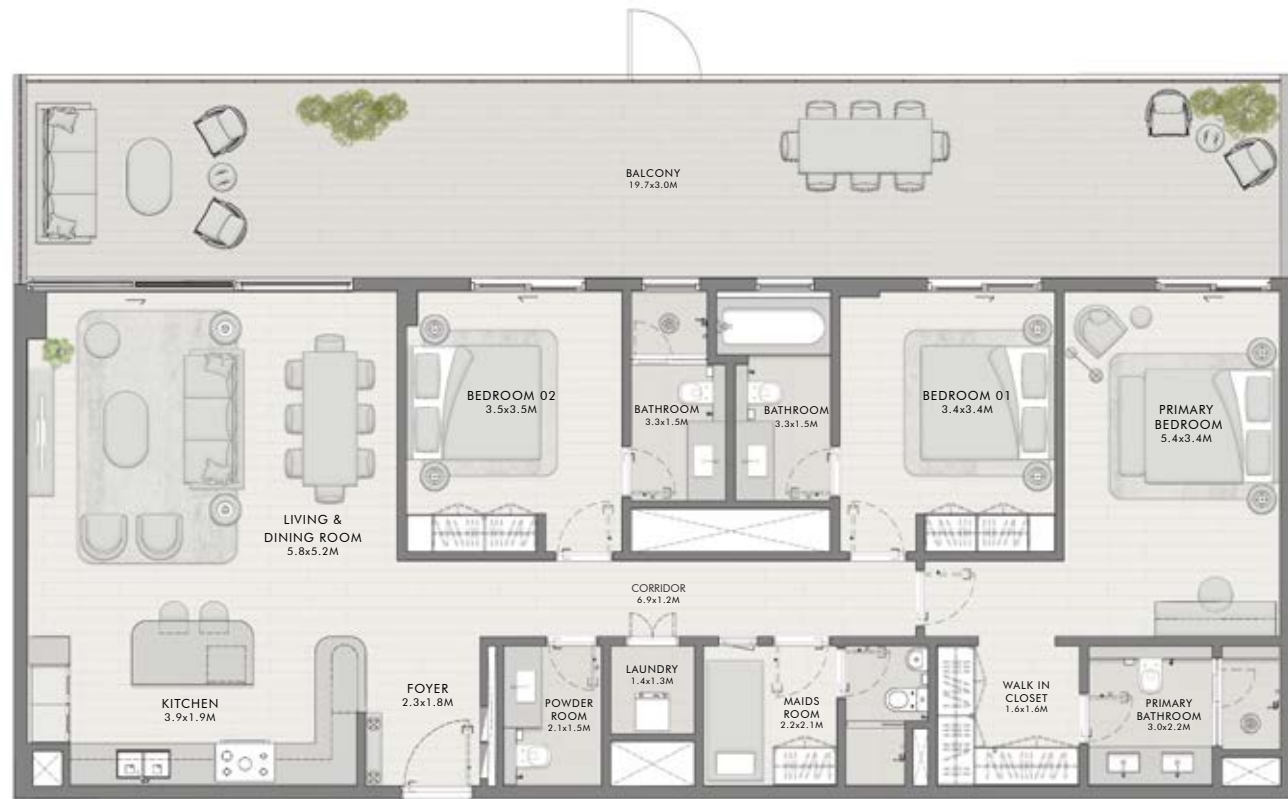 BALCONY
19.7x3.0M
BEDROOM 02
3.5x3.5M
BATHROOM
3.3x1.5M
BATHROOM
3.3x1.5M
BEDROOM 01
3.4x3.4M
PRIMARY
BEDROOM
5.4x3.4M
LIVING &
DINING ROOM
5.8x5.2M
CORRIDOR
6.9x1.2M
KITCHEN
3.9x1.9M
FOYER
2.3x1.8M
POWDER
ROOM
2.1x1.5M
LAUNDRY
1.4x1.3M
MAIDS
ROOM
2.2x2.1M
WALK IN
CLOSET
1.6x1.6M
PRIMARY
BATHROOM
3.0x2.2M